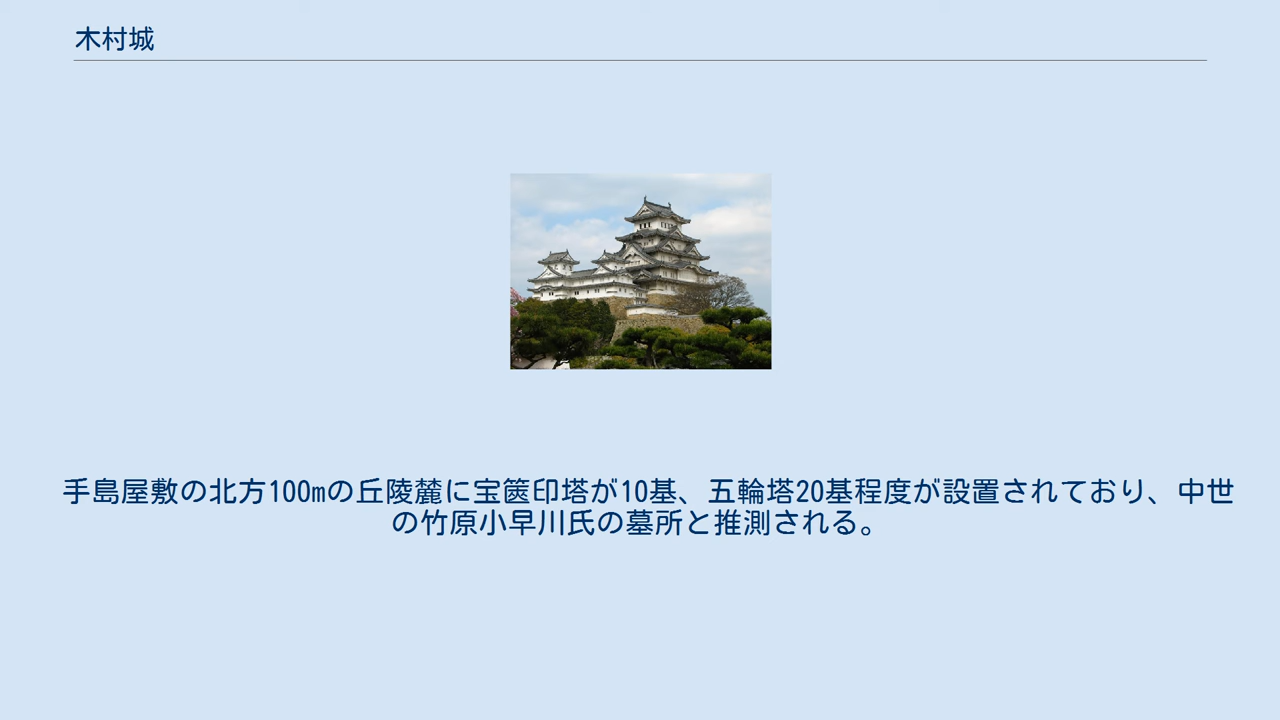 木村城
手島屋敷の北方100mの丘陵麓に宝篋印塔が10基、五輪塔20基程度が設置されており、中世
の竹原小早川氏の墓所と推測される。